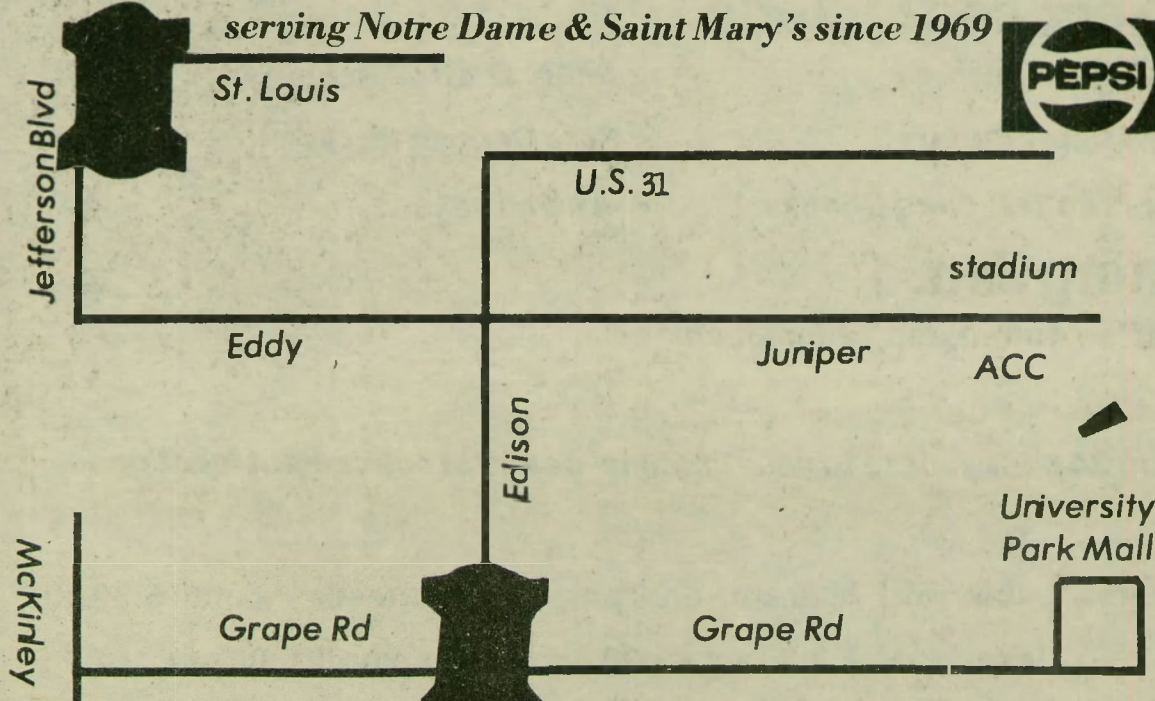 serving Notre Dame & Saint Mary's since 1969
PEPSI
St. Louis
Jefferson Blvd
U.S. 31
stadium
Eddy
Juniper
ACC
Edison
University
Park Mall
McKinley
Grape Rd
Grape Rd